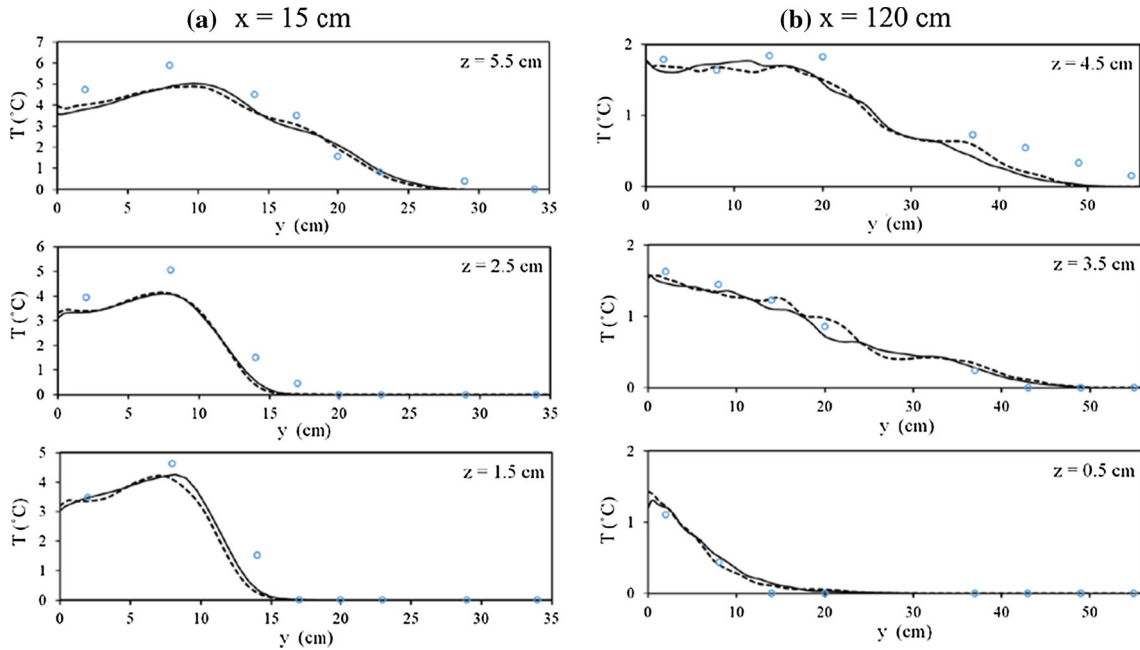 (a) x = 15 cm
(b) x = 120 cm
z = 5.5 cm
T (°C)
7
6
5
4
3
2
1
0
0 5 10 15 20 25 30 35
y (cm)
z = 2.5 cm
T (°C)
6
5
4
3
2
1
0
0 5 10 15 20 25 30 35
y (cm)
z = 1.5 cm
T (°C)
5
4
3
2
1
0
0 5 10 15 20 25 30 35
y (cm)
z = 4.5 cm
T (°C)
2
1
0
0 10 20 30 40 50
y (cm)
z = 3.5 cm
T (°C)
2
1
0
0 10 20 30 40 50
y (cm)
z = 0.5 cm
T (°C)
2
1
0
0 10 20 30 40 50
y (cm)